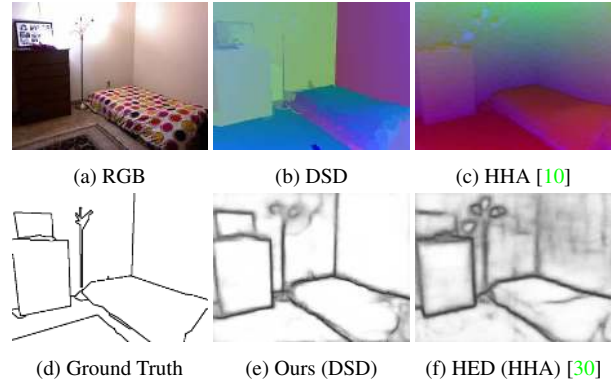 (a) RGB (b) DSD (c) HHA [10]
(d) Ground Truth (e) Ours (DSD) (f) HED (HHA) [30]